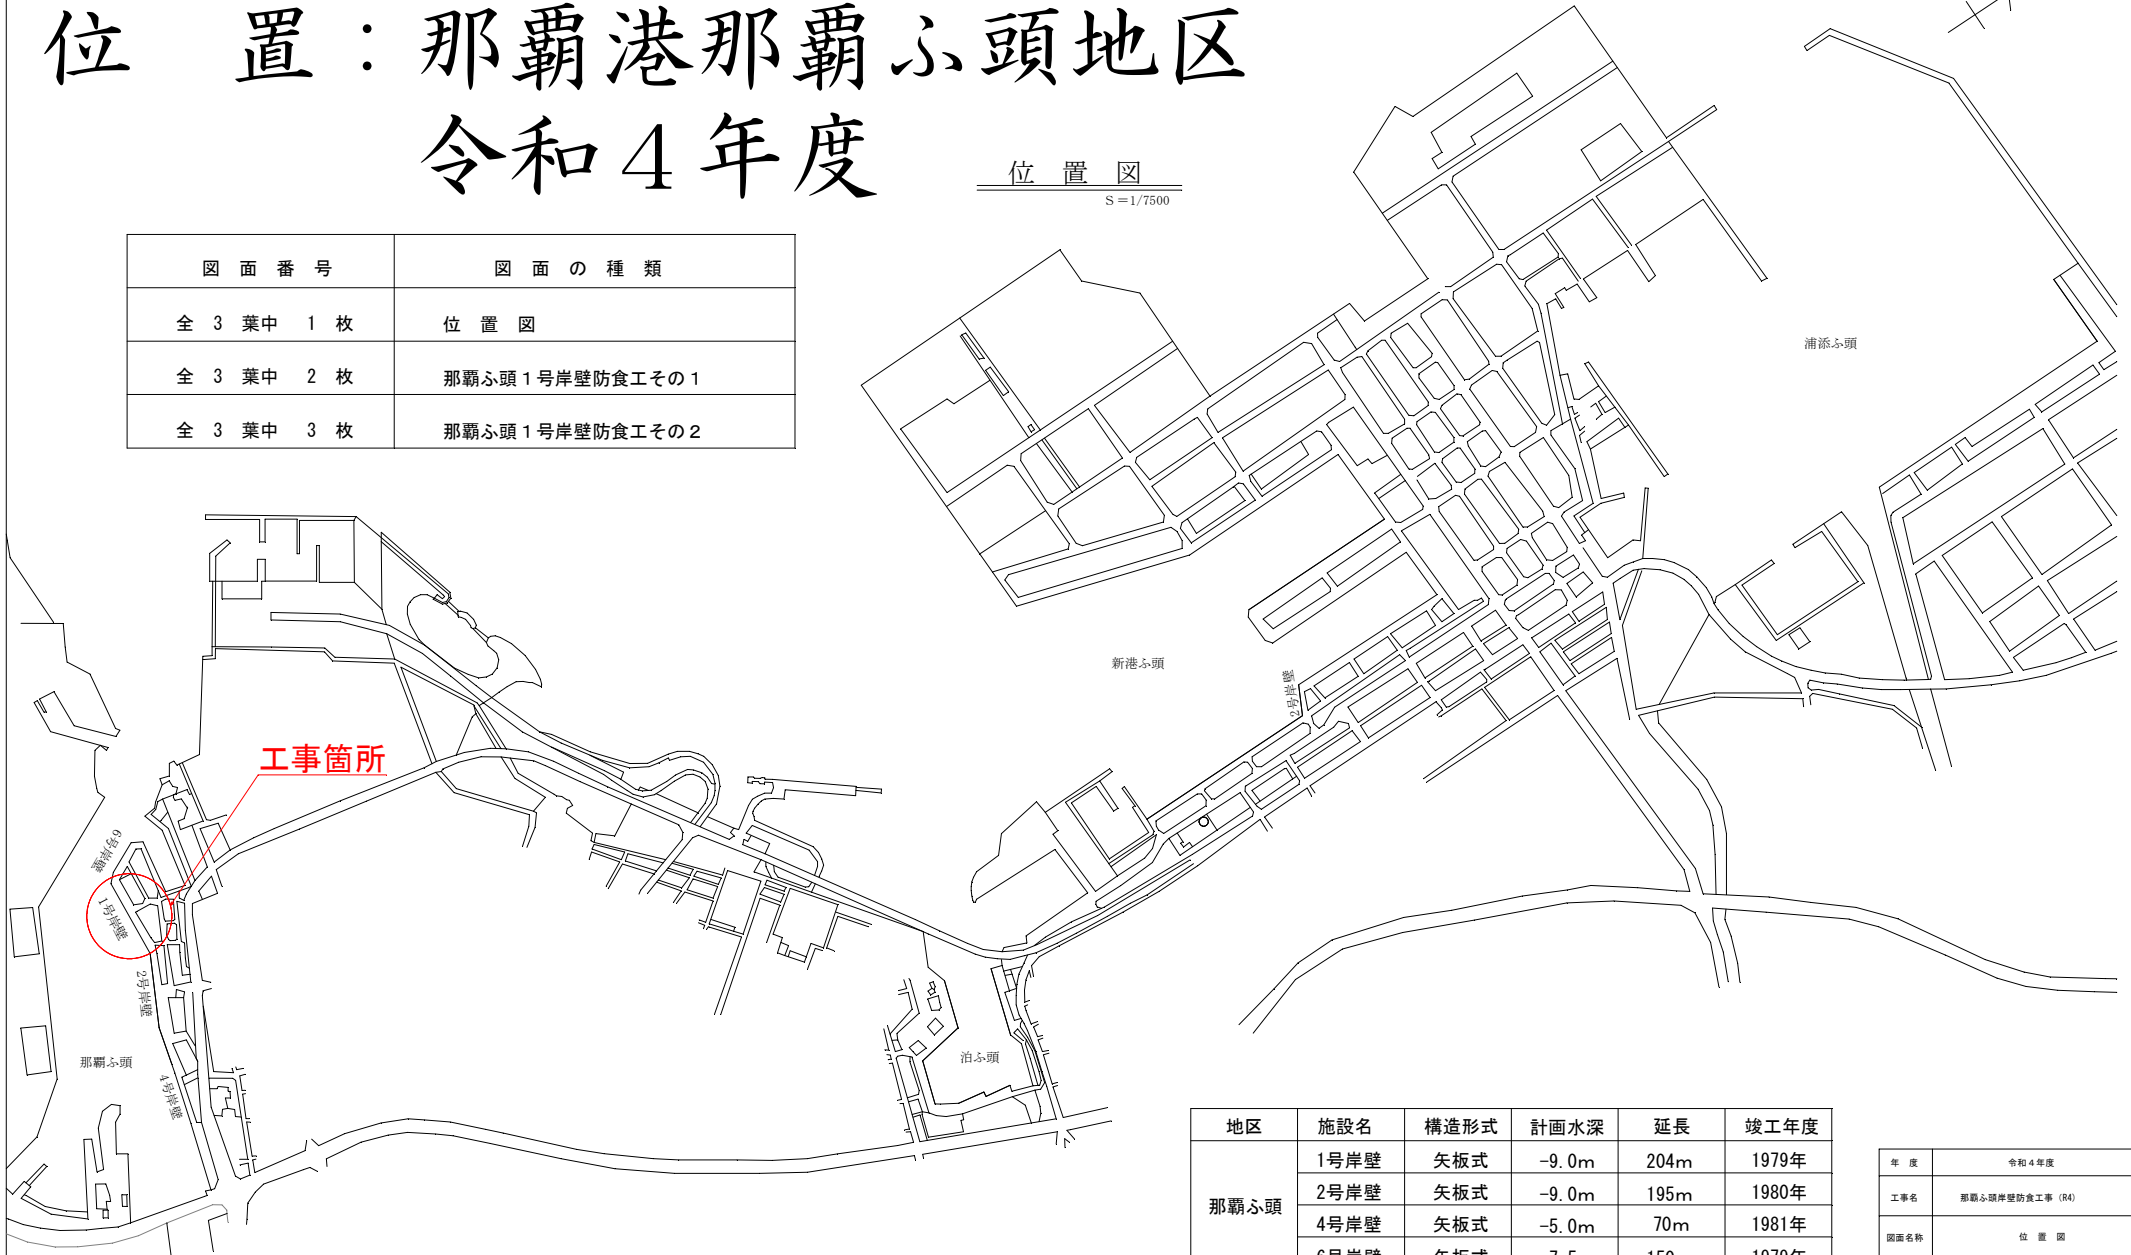 位 置：那覇港那覇ふ頭地区
令和４年度
位 置 図
S=1/7500
図 面 番 号 図 面 の 種 類
全 3 葉中 1 枚 位 置 図
全 3 葉中 2 枚 那覇ふ頭１号岸壁防食工その１
全 3 葉中 3 枚 那覇ふ頭１号岸壁防食工その２
浦添ふ頭
新港ふ頭
2号岸壁
工事箇所
6号岸壁
1号岸壁
2号岸壁
那覇ふ頭
4号岸壁
泊ふ頭
地区 施設名 構造形式 計画水深 延長 竣工年度
那覇ふ頭
1号岸壁 矢板式 -9.0m 204m 1979年
2号岸壁 矢板式 -9.0m 195m 1980年
4号岸壁 矢板式 -5.0m 70m 1981年
年 度 令和４年度
工事名 那覇ふ頭岸壁防食工事（R4）
図面名称 位 置 図